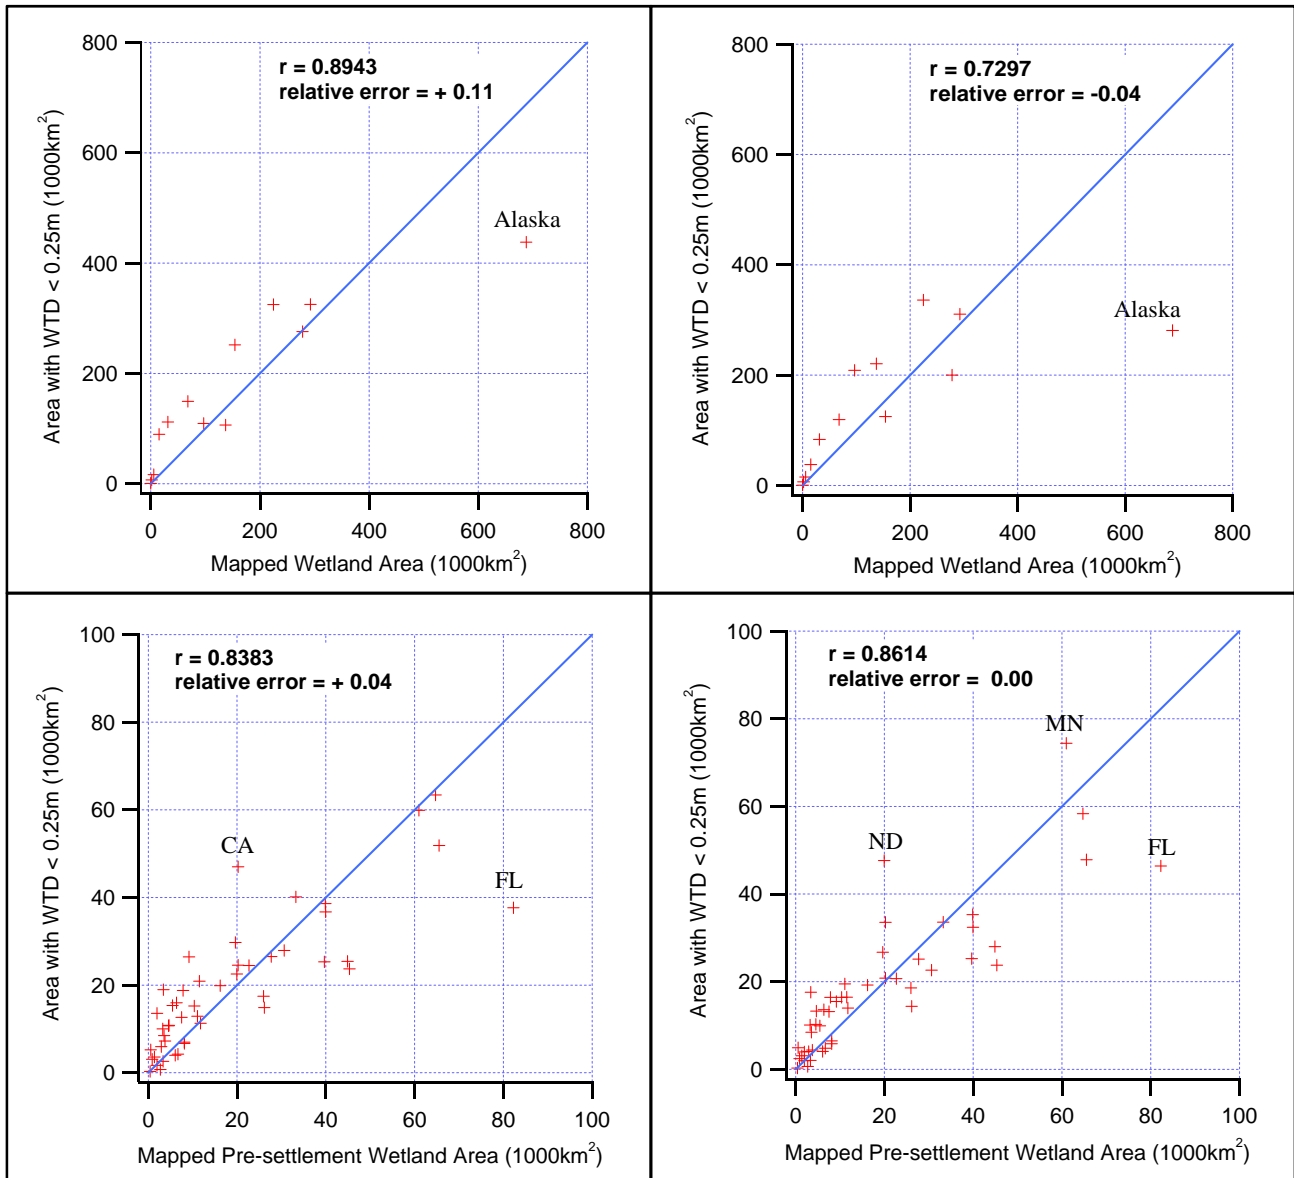 r = 0.8943
relative error = + 0.11
Alaska
800
600
400
200
0
0 200 400 600 800
Area with WTD < 0.25m (1000km²)
Mapped Wetland Area (1000km²)
r = 0.7297
relative error = -0.04
Alaska
800
600
400
200
0
0 200 400 600 800
Area with WTD < 0.25m (1000km²)
Mapped Wetland Area (1000km²)
r = 0.8383
relative error = + 0.04
CA
FL
100
80
60
40
20
0
0 20 40 60 80 100
Area with WTD < 0.25m (1000km²)
Mapped Pre-settlement Wetland Area (1000km²)
r = 0.8614
relative error = 0.00
MN
ND
FL
100
80
60
40
20
0
0 20 40 60 80 100
Area with WTD < 0.25m (1000km²)
Mapped Pre-settlement Wetland Area (1000km²)